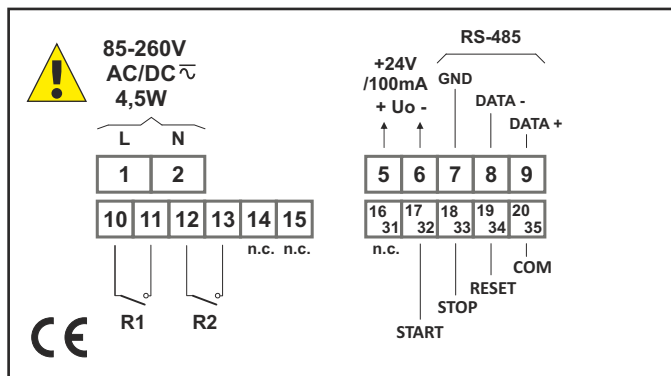 85-260V
AC/DC
4,5W
L N
1 2
10 11 12 13 14 15
n.c. n.c.
R1 R2
CE
RS-485
+24V
/100mA
+ Uo -
GND
DATA -
DATA +
5 6 7 8 9
16 17 18 19 20
31 32 33 34 35
n.c.
COM
RESET
STOP
START